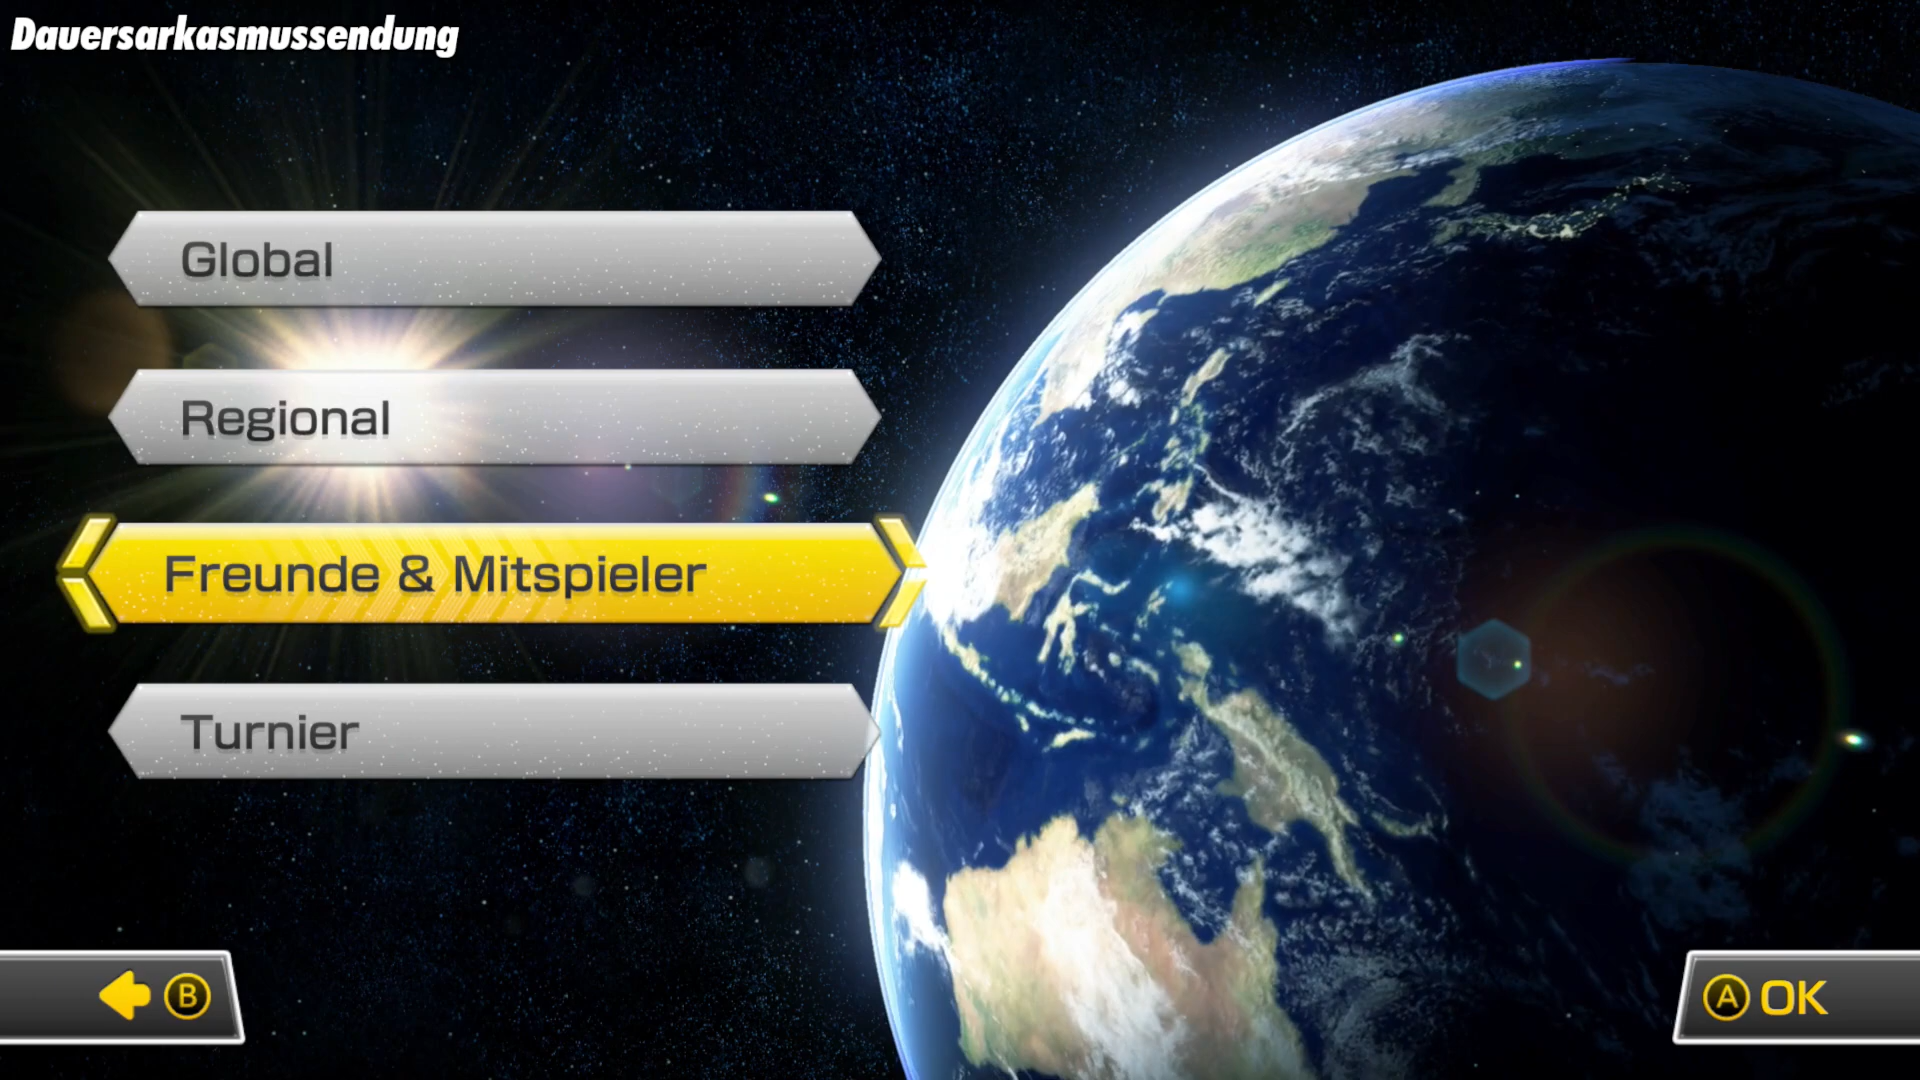 Dauersarkasmussendung
Global
Regional
Freunde & Mitspieler
Turnier
B
A OK